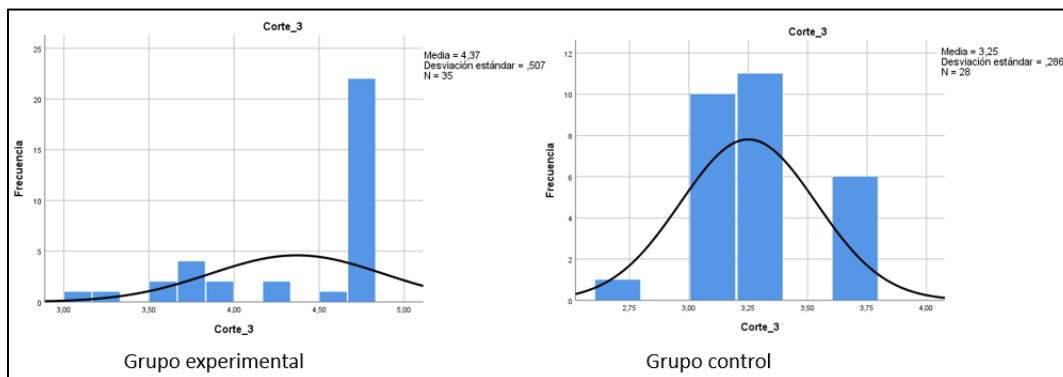 Corte_3
Media = 4,37
Desviación estándar = ,507
N = 35
Frecuencia
25
20
15
10
5
0
3,00 3,50 4,00 4,50 5,00
Corte_3
Grupo experimental
Corte_3
Media = 3,25
Desviación estándar = ,286
N = 28
Frecuencia
12
10
8
6
4
2
0
2,75 3,00 3,25 3,50 3,75 4,00
Corte_3
Grupo control